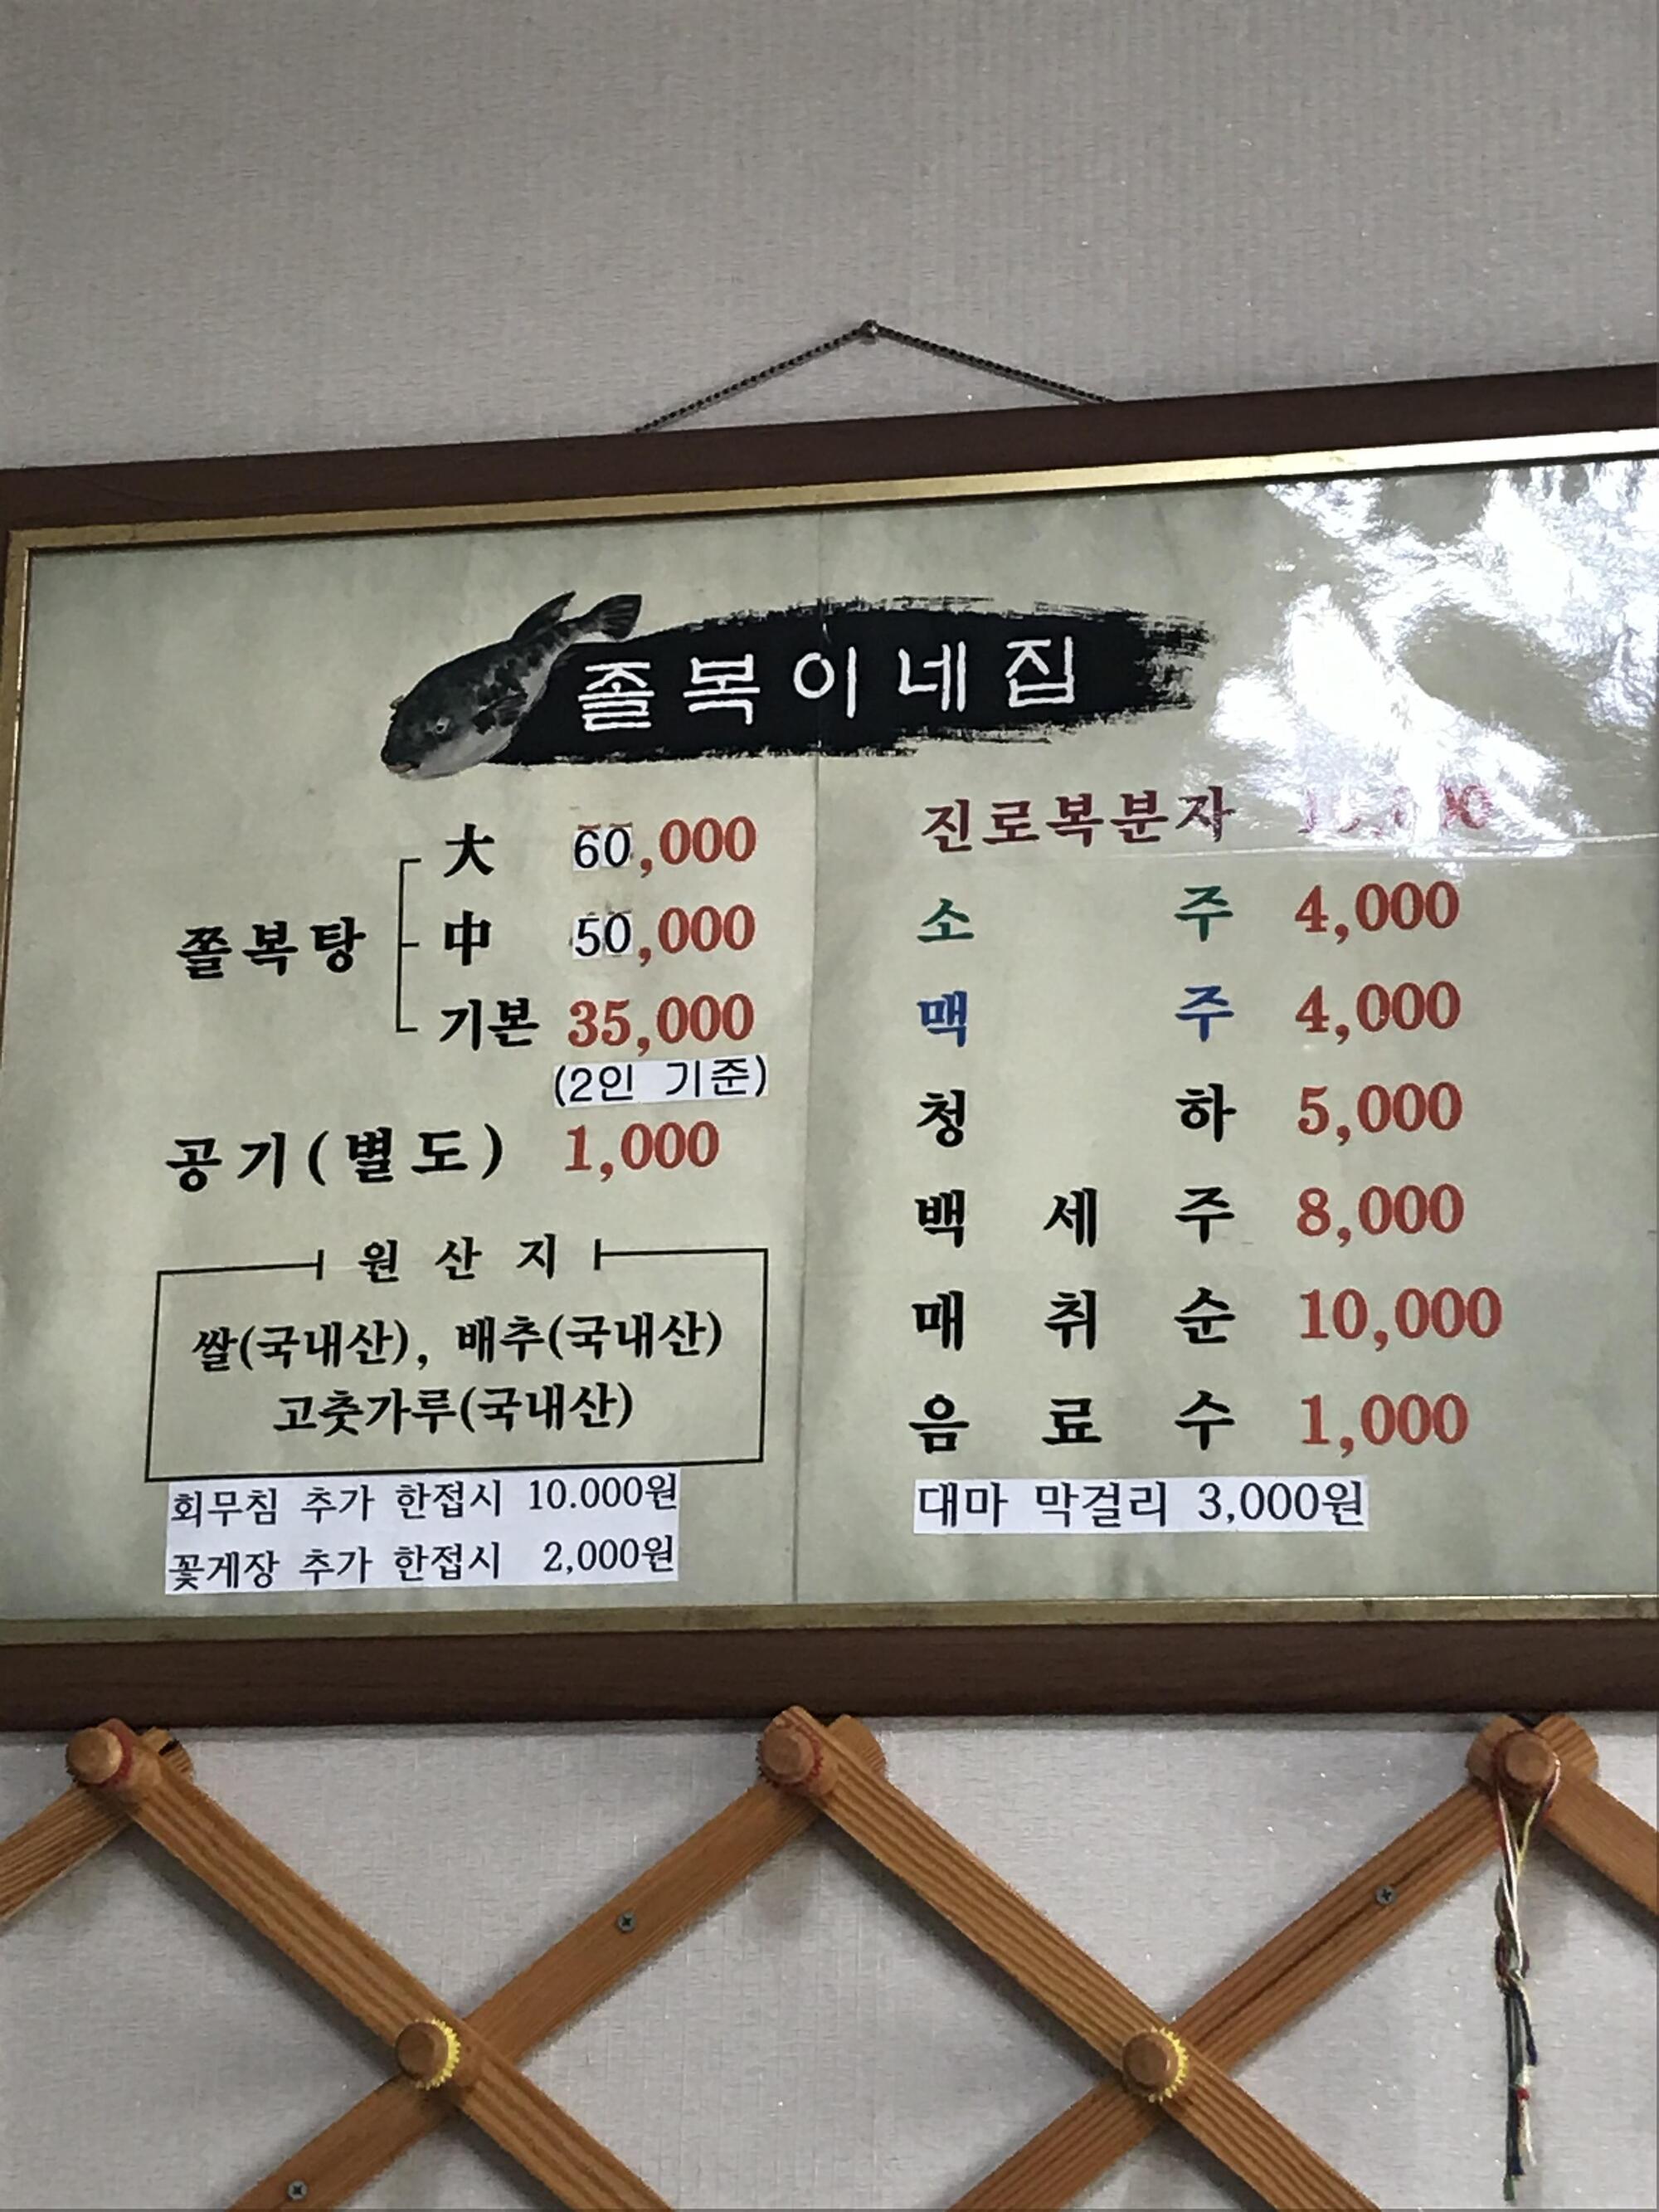 졸복이네집
쫄복탕
大 60,000
中 50,000
기본 35,000
(2인 기준)
공기(별도) 1,000
원산지
쌀(국내산), 배추(국내산)
고춧가루(국내산)
회무침 추가 한접시 10.000원
꽃게장 추가 한접시 2,000원
진로복분자
소주 4,000
맥주 4,000
청하 5,000
백세주 8,000
매취순 10,000
음료수 1,000
대마 막걸리 3,000원